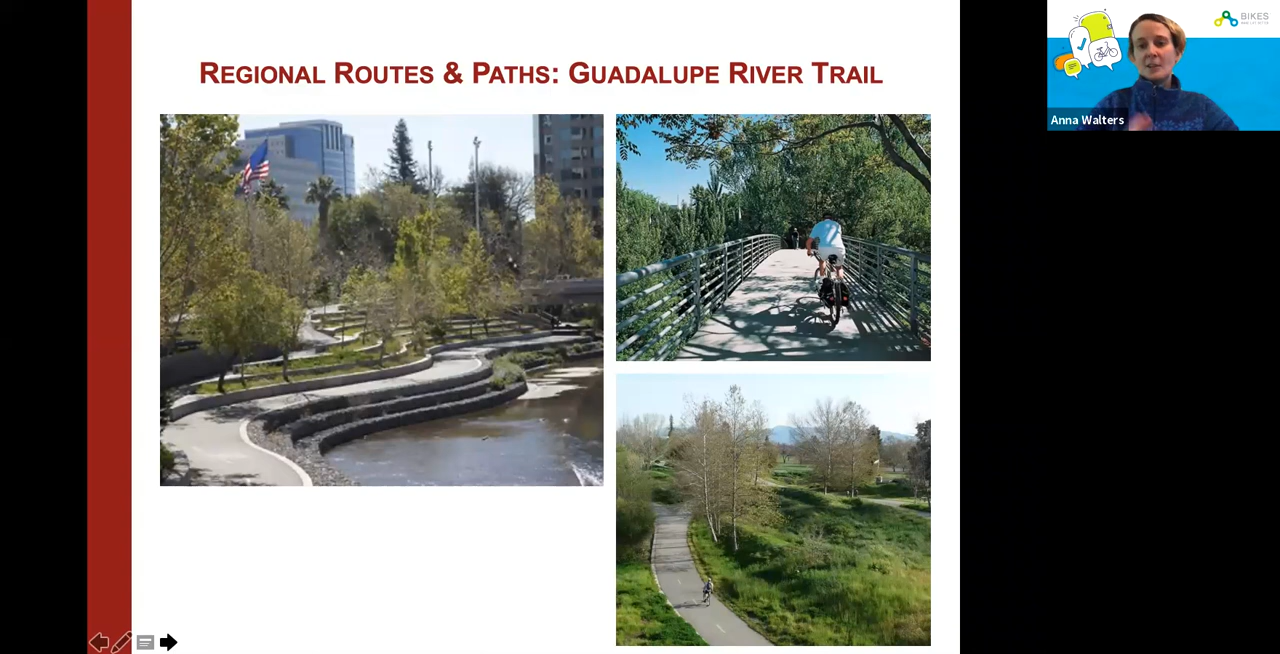 REGIONAL ROUTES & PATHS: GUADALUPE RIVER TRAIL
BIKES
Anna Walters